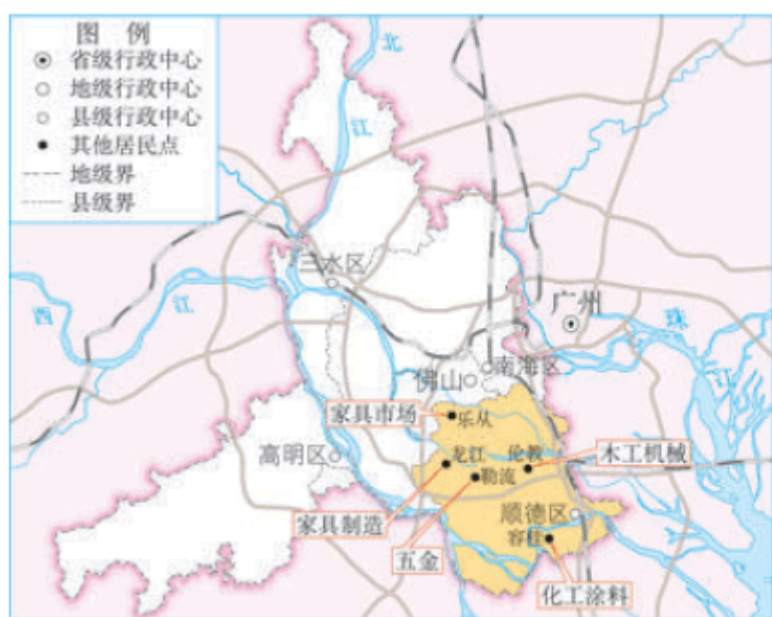 图 例
省级行政中心
地级行政中心
县级行政中心
其他居民点
地级界
县级界
北
江
西
江
三水区
广州
珠
江
南海区
佛山
家具市场
乐从
高明区
龙江
伦教
木工机械
勒流
家具制造
顺德区
容桂
五金
化工涂料